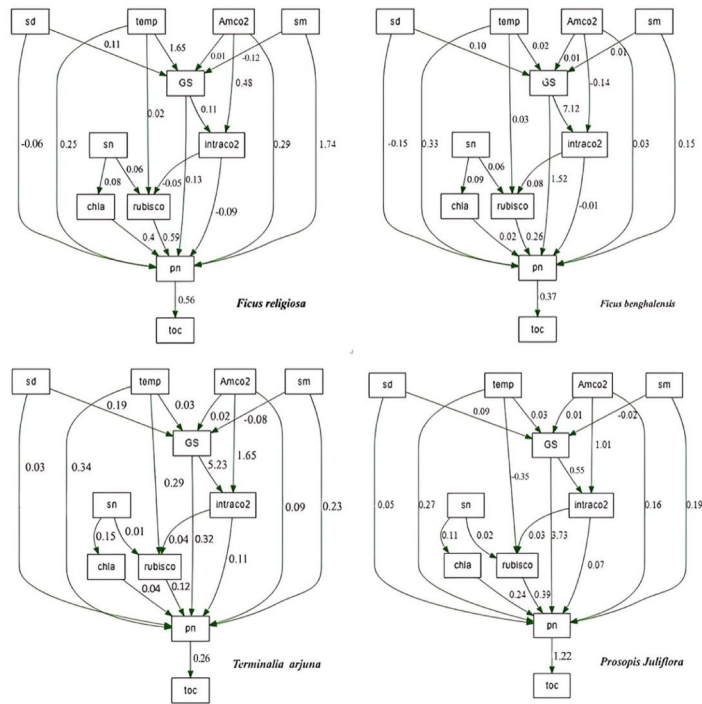 sd temp Amco2 sm
0.11 1.65 0.01 -0.12
GS
0.48
0.02 0.11
-0.06 0.25 sn intraco2 0.29 1.74
0.06 -0.05 0.13
0.08
chla rubisco -0.09
0.4 0.59
pn
0.56 Ficus religiosa
toc
sd temp Amco2 sm
0.10 0.02 0.01 0.01
GS -0.14
0.03 7.12
-0.15 0.33 sn intraco2 0.03 0.15
0.06 0.08 1.52
0.09
chla rubisco -0.01
0.02 0.26
pn
0.37 Ficus benghalensis
toc
sd temp Amco2 sm
0.19 0.03 0.02 -0.08
GS
5.23 1.65
0.03 0.34 0.29 0.09 0.23
sn intraco2
0.15 0.01 0.04 0.32
chla rubisco 0.11
0.04 0.12
pn
0.26 Terminalia arjuna
toc
sd temp Amco2 sm
0.09 0.03 0.01 -0.02
GS 1.01
-0.35 0.55
0.05 0.27 sn intraco2 0.16 0.19
0.11 0.02 0.03 3.73
chla rubisco 0.07
0.24 0.39
pn
1.22 Prosopis Juliflora
toc